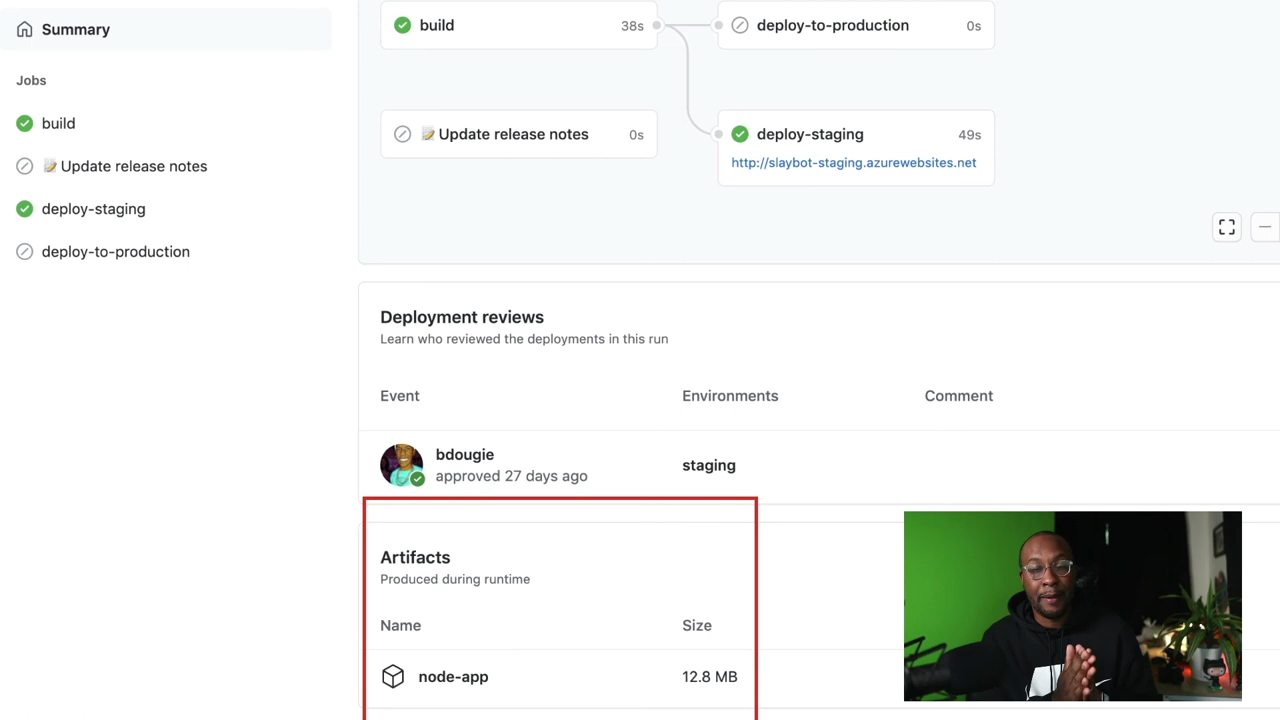 Summary
Jobs
build
📝 Update release notes
deploy-staging
deploy-to-production
build 38s
deploy-to-production 0s
📝 Update release notes 0s
deploy-staging 49s
http://slaybot-staging.azurewebsites.net
Deployment reviews
Learn who reviewed the deployments in this run
Event Environments Comment
bdougie
approved 27 days ago
staging
Artifacts
Produced during runtime
Name Size
node-app 12.8 MB